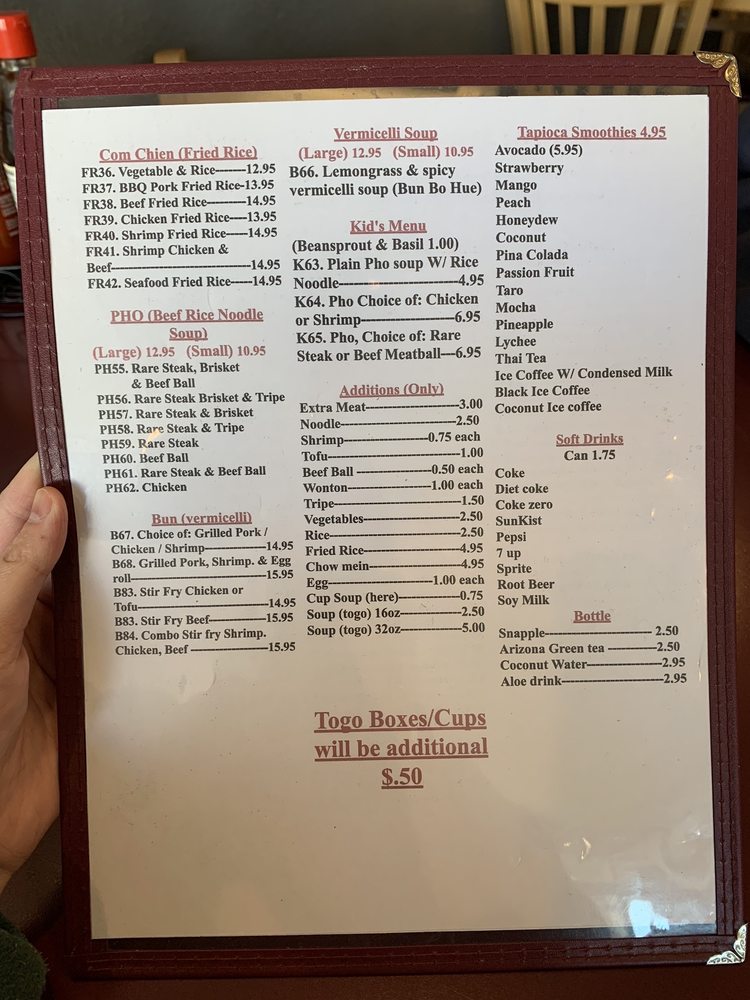 Com Chien (Fried Rice)
FR36. Vegetable & Rice-------12.95
FR37. BBQ Pork Fried Rice-13.95
FR38. Beef Fried Rice---------14.95
FR39. Chicken Fried Rice----13.95
FR40. Shrimp Fried Rice-----14.95
FR41. Shrimp Chicken &
Beef-------------------------------14.95
FR42. Seafood Fried Rice-----14.95
PHO (Beef Rice Noodle
Soup)
(Large) 12.95 (Small) 10.95
PH55. Rare Steak, Brisket
& Beef Ball
PH56. Rare Steak Brisket & Tripe
PH57. Rare Steak & Brisket
PH58. Rare Steak & Tripe
PH59. Rare Steak
PH60. Beef Ball
PH61. Rare Steak & Beef Ball
PH62. Chicken
Bun (vermicelli)
B67. Choice of: Grilled Pork /
Chicken / Shrimp---------------14.95
B68. Grilled Pork, Shrimp. & Egg
roll---------------------------------15.95
B83. Stir Fry Chicken or
Tofu--------------------------------14.95
B83. Stir Fry Beef--------------15.95
B84. Combo Stir fry Shrimp.
Chicken, Beef -------------------15.95
Vermicelli Soup
(Large) 12.95 (Small) 10.95
B66. Lemongrass & spicy
vermicelli soup (Bun Bo Hue)
Kid's Menu
(Beansprout & Basil 1.00)
K63. Plain Pho soup W/ Rice
Noodle--------------------------4.95
K64. Pho Choice of: Chicken
or Shrimp----------------------6.95
K65. Pho, Choice of: Rare
Steak or Beef Meatball---6.95
Additions (Only)
Extra Meat-----------------------3.00
Noodle----------------------------2.50
Shrimp--------------------0.75 each
Tofu--------------------------------1.00
Beef Ball ------------------0.50 each
Wonton--------------------1.00 each
Tripe-------------------------------1.50
Vegetables-----------------------2.50
Rice--------------------------------2.50
Fried Rice------------------------4.95
Chow mein-----------------------4.95
Egg--------------------------1.00 each
Cup Soup (here)----------------0.75
Soup (togo) 16oz---------------2.50
Soup (togo) 32oz---------------5.00
Togo Boxes/Cups
will be additional
$.50
Tapioca Smoothies 4.95
Avocado (5.95)
Strawberry
Mango
Peach
Honeydew
Coconut
Pina Colada
Passion Fruit
Taro
Mocha
Pineapple
Lychee
Thai Tea
Ice Coffee W/ Condensed Milk
Black Ice Coffee
Coconut Ice coffee
Soft Drinks
Can 1.75
Coke
Diet coke
Coke zero
SunKist
Pepsi
7 up
Sprite
Root Beer
Soy Milk
Bottle
Snapple-------------------------- 2.50
Arizona Green tea ------------2.50
Coconut Water------------------2.95
Aloe drink-------------------------2.95